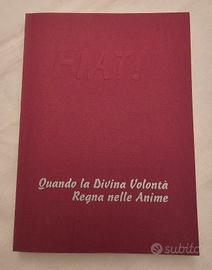 FIAT!
Quando la Divina Volontà
Regna nelle Anime
subito